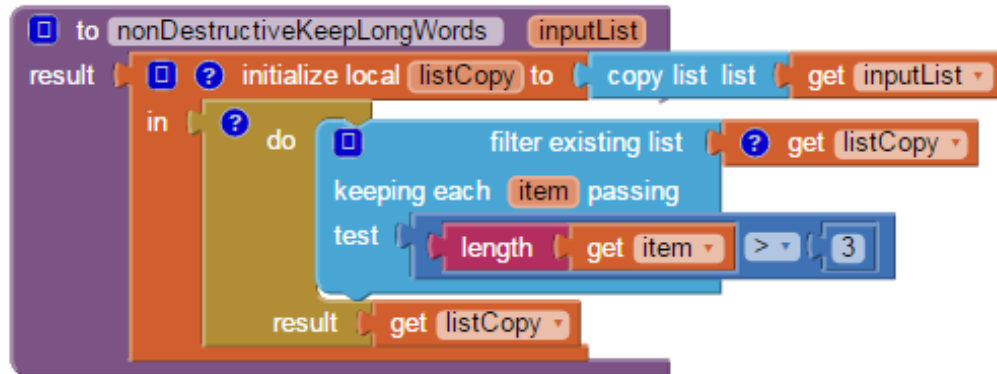 to nonDestructiveKeepLongWords inputList
result ? initialize local listCopy to copy list list get inputList
in ? do filter existing list ? get listCopy
keeping each item passing
test length get item > 3
result get listCopy